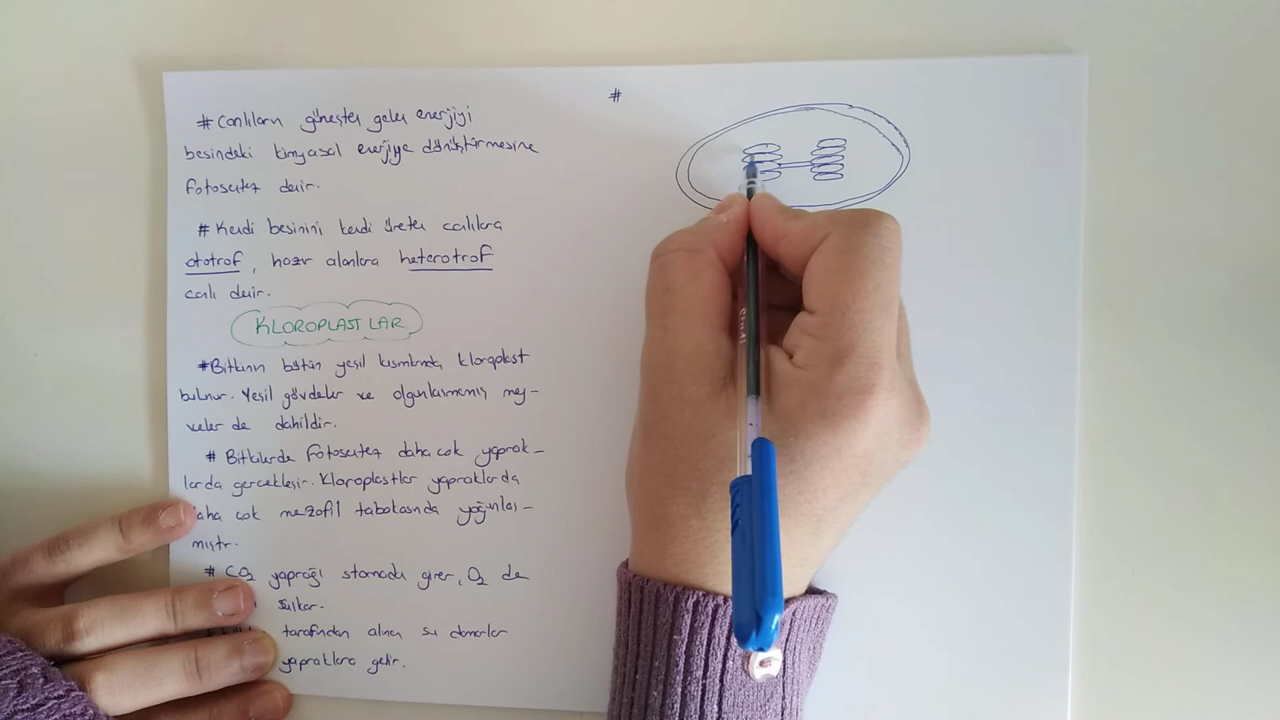 # Canlıların güneşten gelen enerjiyi
besindeki kimyasal enerjiye dönüştürmesine
fotosentez denir.
# Kendi besinini kendi üreten canlılara
ototrof, hazır alanlara heterotrof
canlı denir.
KLOROPLASTLAR
#Bitkinin bütün yeşil kısmında kloroplast
bulunur. Yeşil gövdeler ve olgunlaşmamış mey-
veler de dahildir.
# Bitkilerde fotosentez daha çok yaprak-
larda gerçekleşir. Kloroplastlar yapraklarda
daha çok mezofil tabakasında yoğunlaş-
mıştır.
# CO2 yaprağı stomadan girer, O2 de
tarafından alınan su damarlar
yapraklara gelir.
#